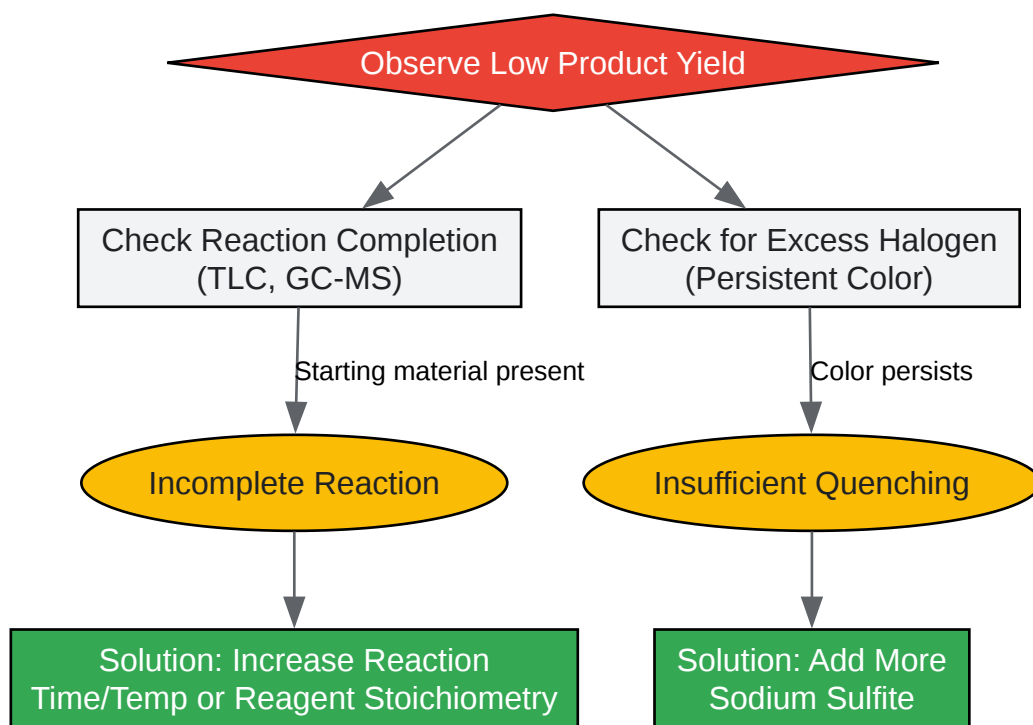 Observe Low Product Yield
Check Reaction Completion
(TLC, GC-MS)
Check for Excess Halogen
(Persistent Color)
Starting material present
Color persists
Incomplete Reaction
Insufficient Quenching
Solution: Increase Reaction
Time/Temp or Reagent Stoichiometry
Solution: Add More
Sodium Sulfite